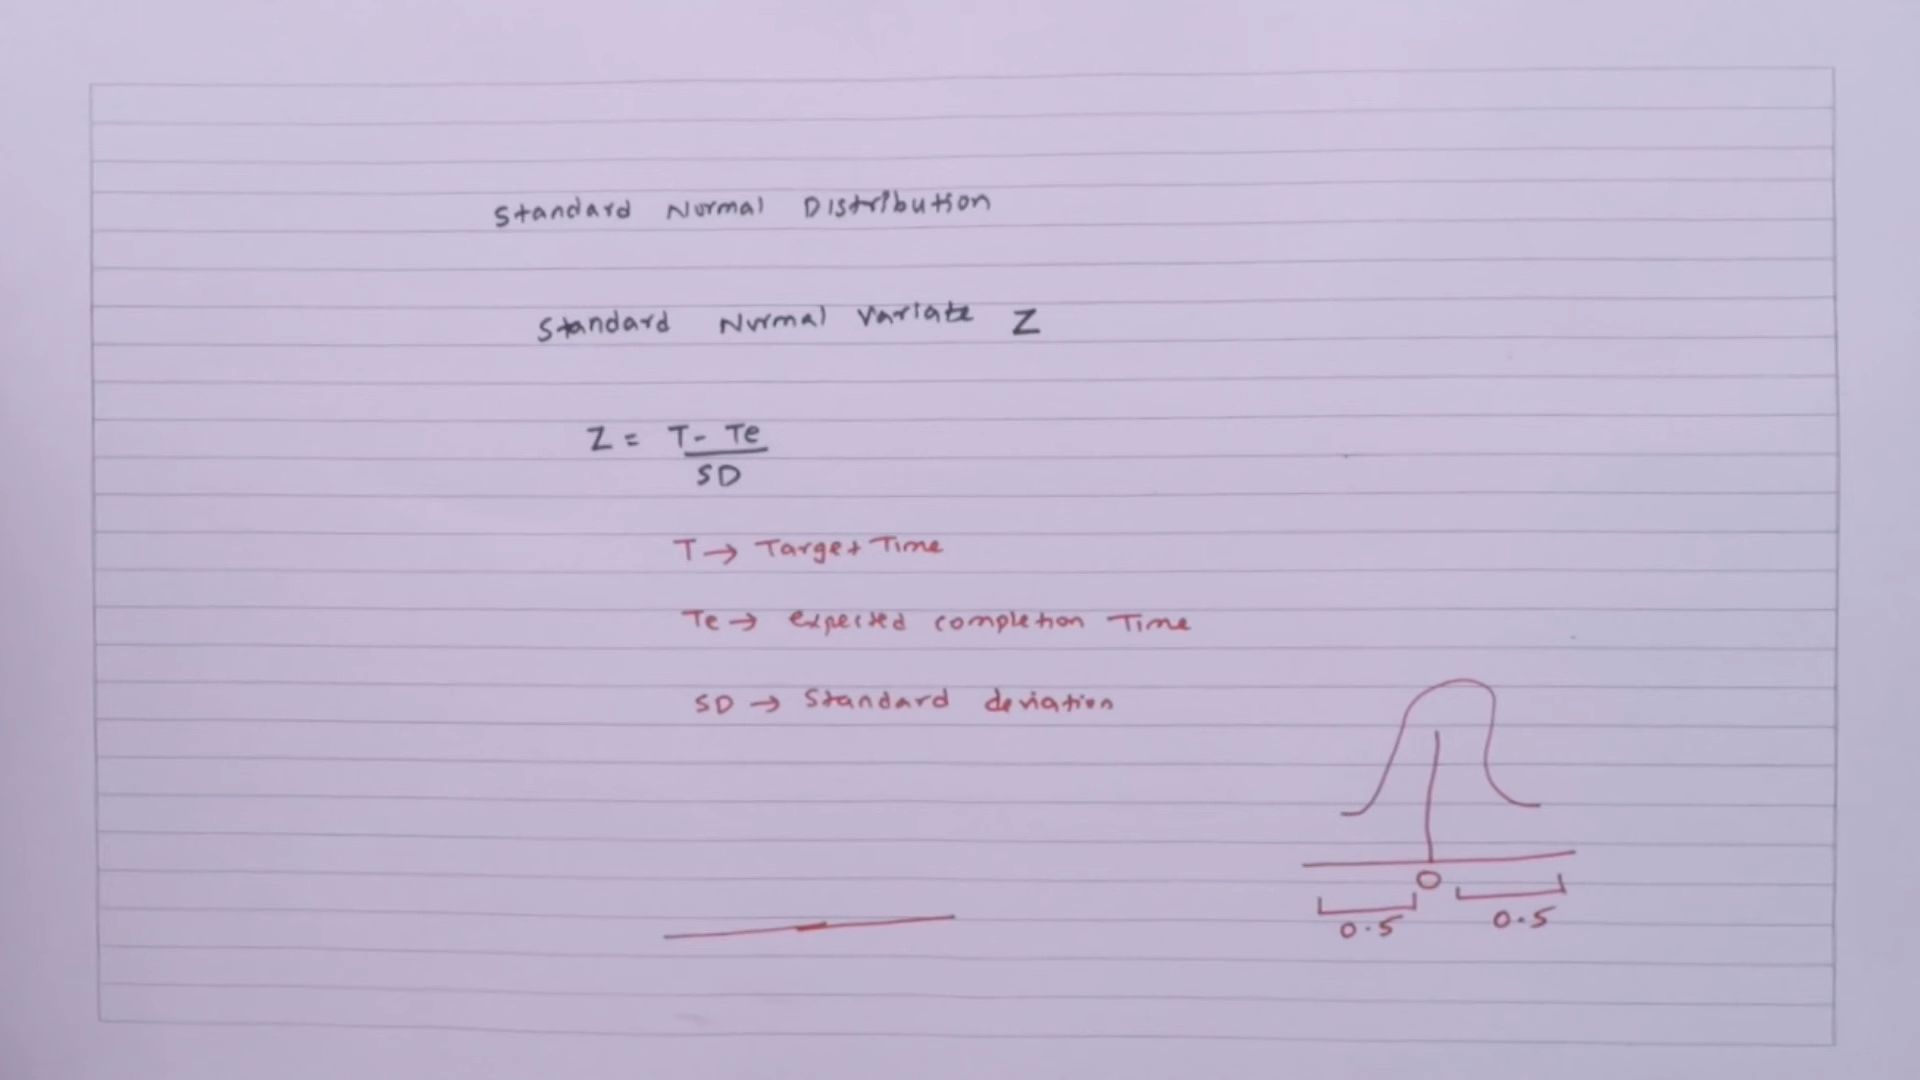 Standard Normal Distribution
Standard Normal Variate Z
Z = T - Te
SD
T → Target Time
Te → expected completion Time
SD → Standard deviation
0
0.5 0.5